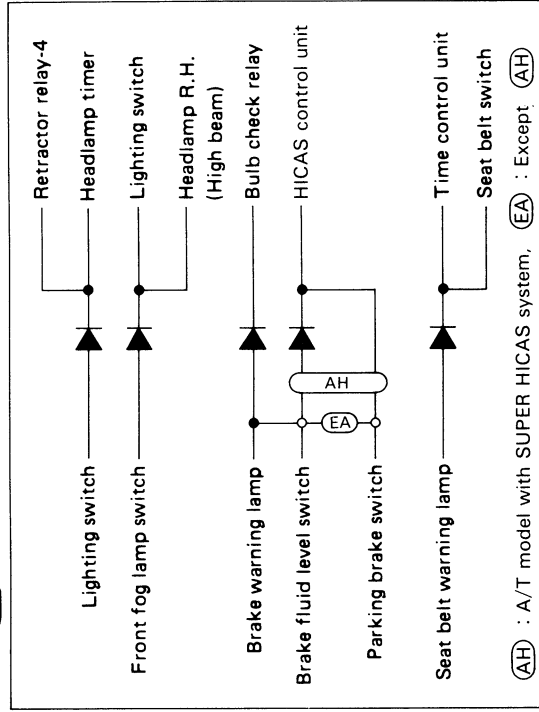 Lighting switch
Retractor relay-4
Headlamp timer
Front fog lamp switch
Lighting switch
Headlamp R.H.
(High beam)
Brake warning lamp
Bulb check relay
Brake fluid level switch
HICAS control unit
AH
EA
Parking brake switch
Seat belt warning lamp
Time control unit
Seat belt switch
AH : A/T model with SUPER HICAS system, EA : Except AH